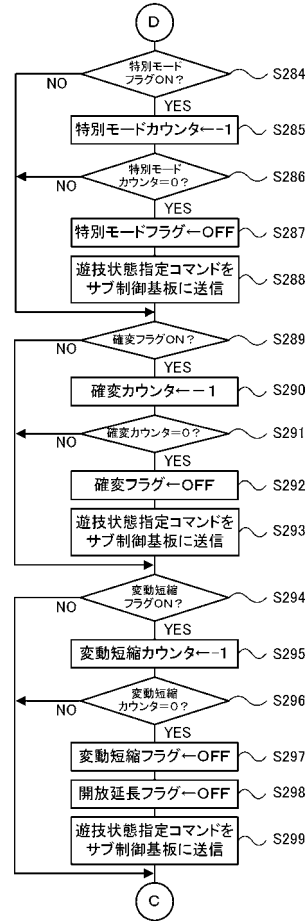 D
特別モード
フラグON?
S284
NO
YES
特別モードカウンタ←-1
S285
特別モード
カウンタ=0?
S286
NO
YES
特別モードフラグ←OFF
S287
遊技状態指定コマンドを
サブ制御基板に送信
S288
確変フラグON?
S289
NO
YES
確変カウンタ←-1
S290
確変カウンタ=0?
S291
NO
YES
確変フラグ←OFF
S292
遊技状態指定コマンドを
サブ制御基板に送信
S293
変動短縮
フラグON?
S294
NO
YES
変動短縮カウンタ←-1
S295
変動短縮
カウンタ=0?
S296
NO
YES
変動短縮フラグ←OFF
S297
開放延長フラグ←OFF
S298
遊技状態指定コマンドを
サブ制御基板に送信
S299
C